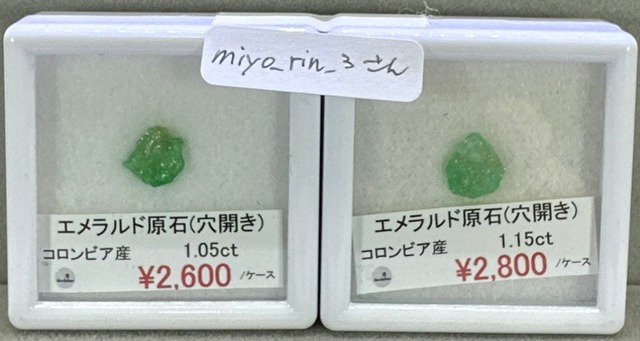 miyo_rin_3さん
エメラルド原石(穴開き)
コロンビア産 1.05ct
¥2,600 /ケース
エメラルド原石(穴開き)
コロンビア産 1.15ct
¥2,800 /ケース